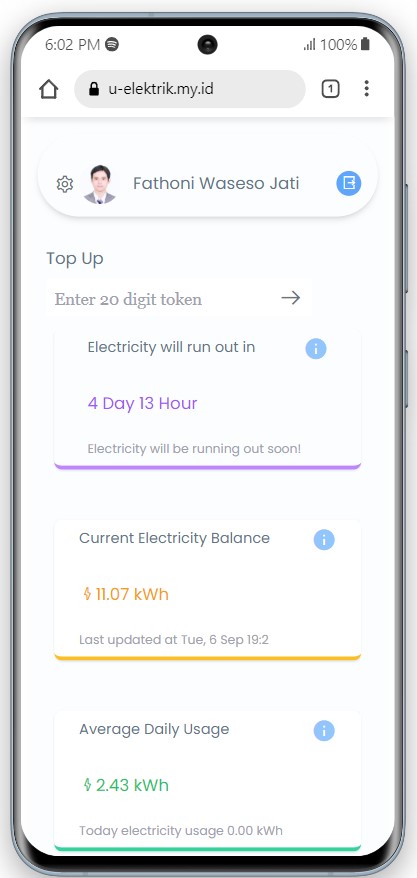 6:02 PM 100%
u-elektrik.my.id 1
Fathoni Waseso Jati
Top Up
Enter 20 digit token
Electricity will run out in
4 Day 13 Hour
Electricity will be running out soon!
Current Electricity Balance
11.07 kWh
Last updated at Tue, 6 Sep 19:2
Average Daily Usage
2.43 kWh
Today electricity usage 0.00 kWh